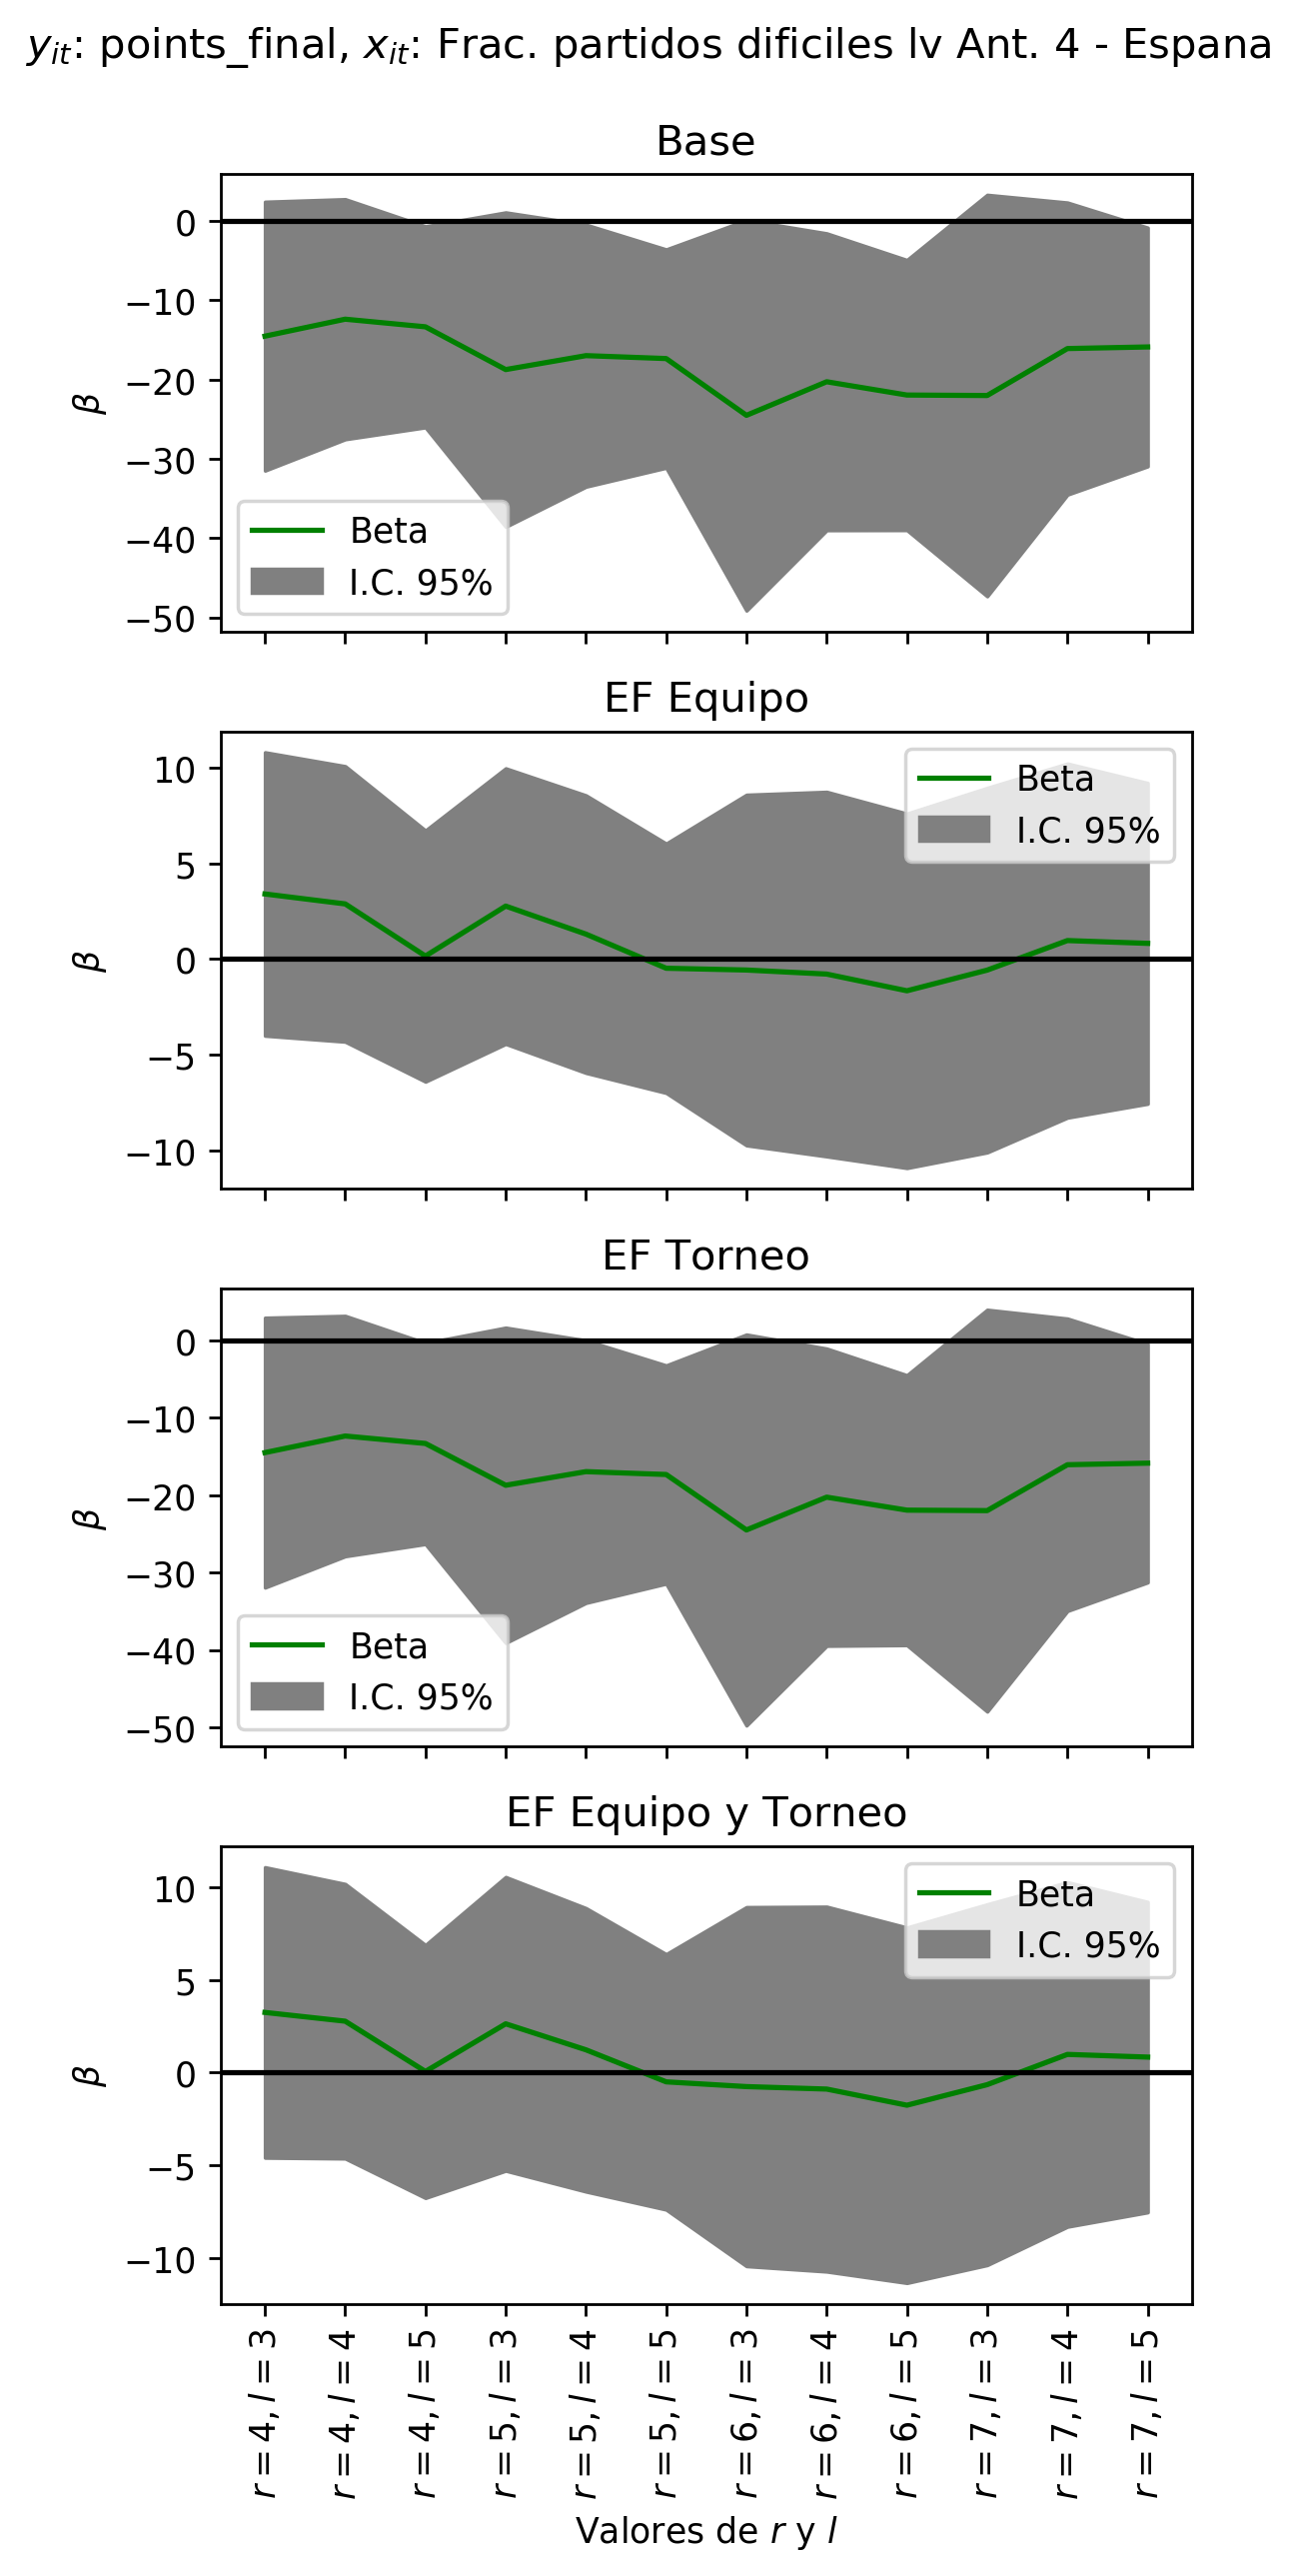 y_it: points_final, x_it: Frac. partidos dificiles lv Ant. 4 - Espana
Base
0
−10
−20
−30
−40
−50
β
Beta
I.C. 95%
EF Equipo
10
5
0
−5
−10
β
Beta
I.C. 95%
EF Torneo
0
−10
−20
−30
−40
−50
β
Beta
I.C. 95%
EF Equipo y Torneo
10
5
0
−5
−10
β
Beta
I.C. 95%
r = 4, l = 3
r = 4, l = 4
r = 4, l = 5
r = 5, l = 3
r = 5, l = 4
r = 5, l = 5
r = 6, l = 3
r = 6, l = 4
r = 6, l = 5
r = 7, l = 3
r = 7, l = 4
r = 7, l = 5
Valores de r y l